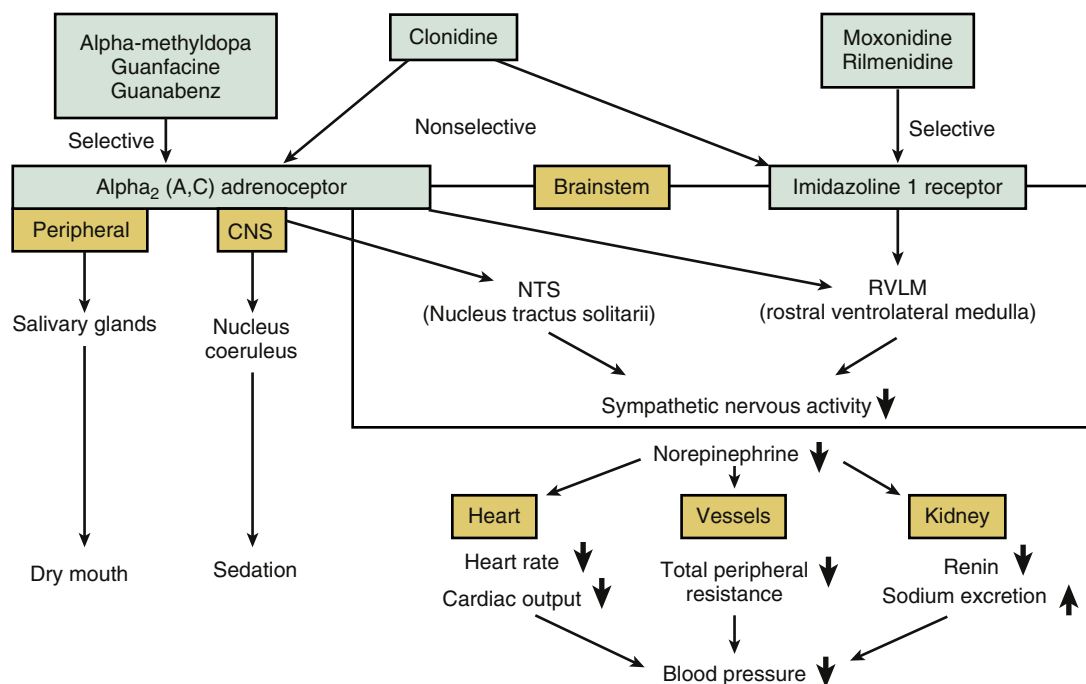 Alpha-methyldopa
Guanfacine
Guanabenz
Clonidine
Moxonidine
Rilmenidine
Selective
Nonselective
Selective
Alpha₂ (A,C) adrenoceptor
Brainstem
Imidazoline 1 receptor
Peripheral
CNS
NTS
(Nucleus tractus solitarii)
RVLM
(rostral ventrolateral medulla)
Salivary glands
Nucleus
coeruleus
Sympathetic nervous activity
Norepinephrine
Heart
Vessels
Kidney
Dry mouth
Sedation
Heart rate
Cardiac output
Total peripheral
resistance
Renin
Sodium excretion
Blood pressure